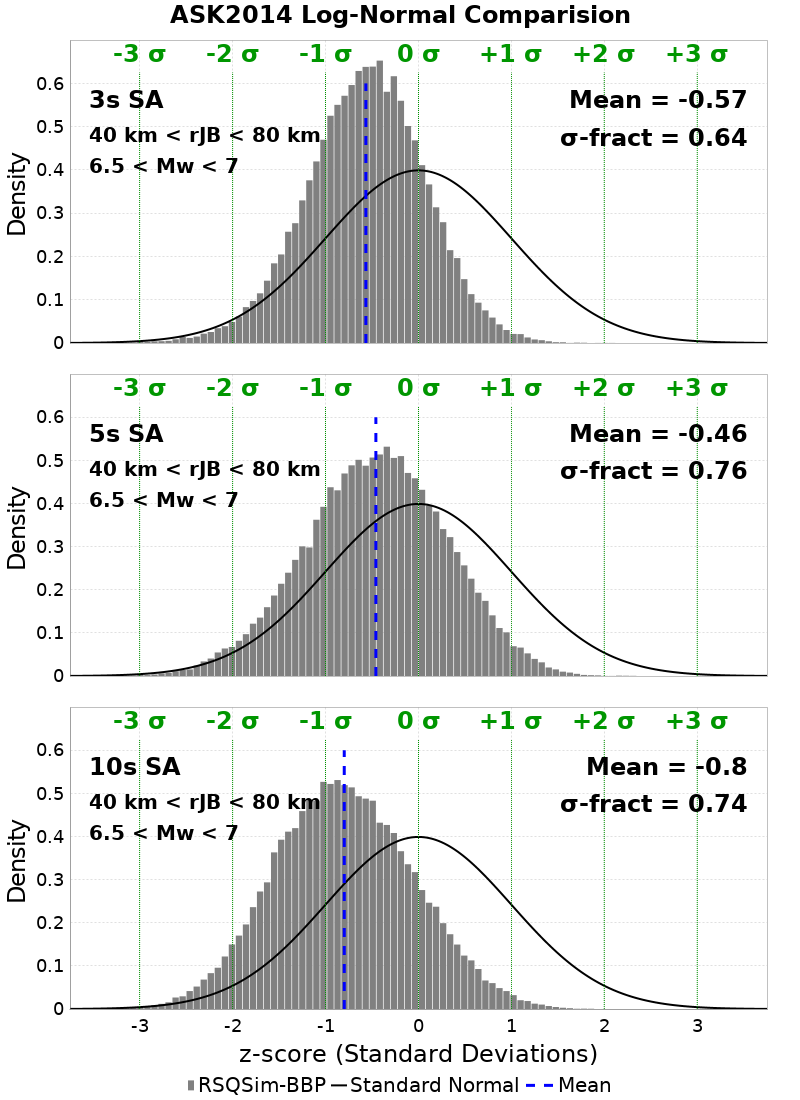 ASK2014 Log-Normal Comparision
-3 σ -2 σ -1 σ 0 σ +1 σ +2 σ +3 σ
3s SA
40 km < rJB < 80 km
6.5 < Mw < 7
Mean = -0.57
σ-fract = 0.64
Density
0.6
0.5
0.4
0.3
0.2
0.1
0
-3 σ -2 σ -1 σ 0 σ +1 σ +2 σ +3 σ
5s SA
40 km < rJB < 80 km
6.5 < Mw < 7
Mean = -0.46
σ-fract = 0.76
Density
0.6
0.5
0.4
0.3
0.2
0.1
0
-3 σ -2 σ -1 σ 0 σ +1 σ +2 σ +3 σ
10s SA
40 km < rJB < 80 km
6.5 < Mw < 7
Mean = -0.8
σ-fract = 0.74
Density
0.6
0.5
0.4
0.3
0.2
0.1
0
-3 -2 -1 0 1 2 3
z-score (Standard Deviations)
RSQSim-BBP Standard Normal Mean